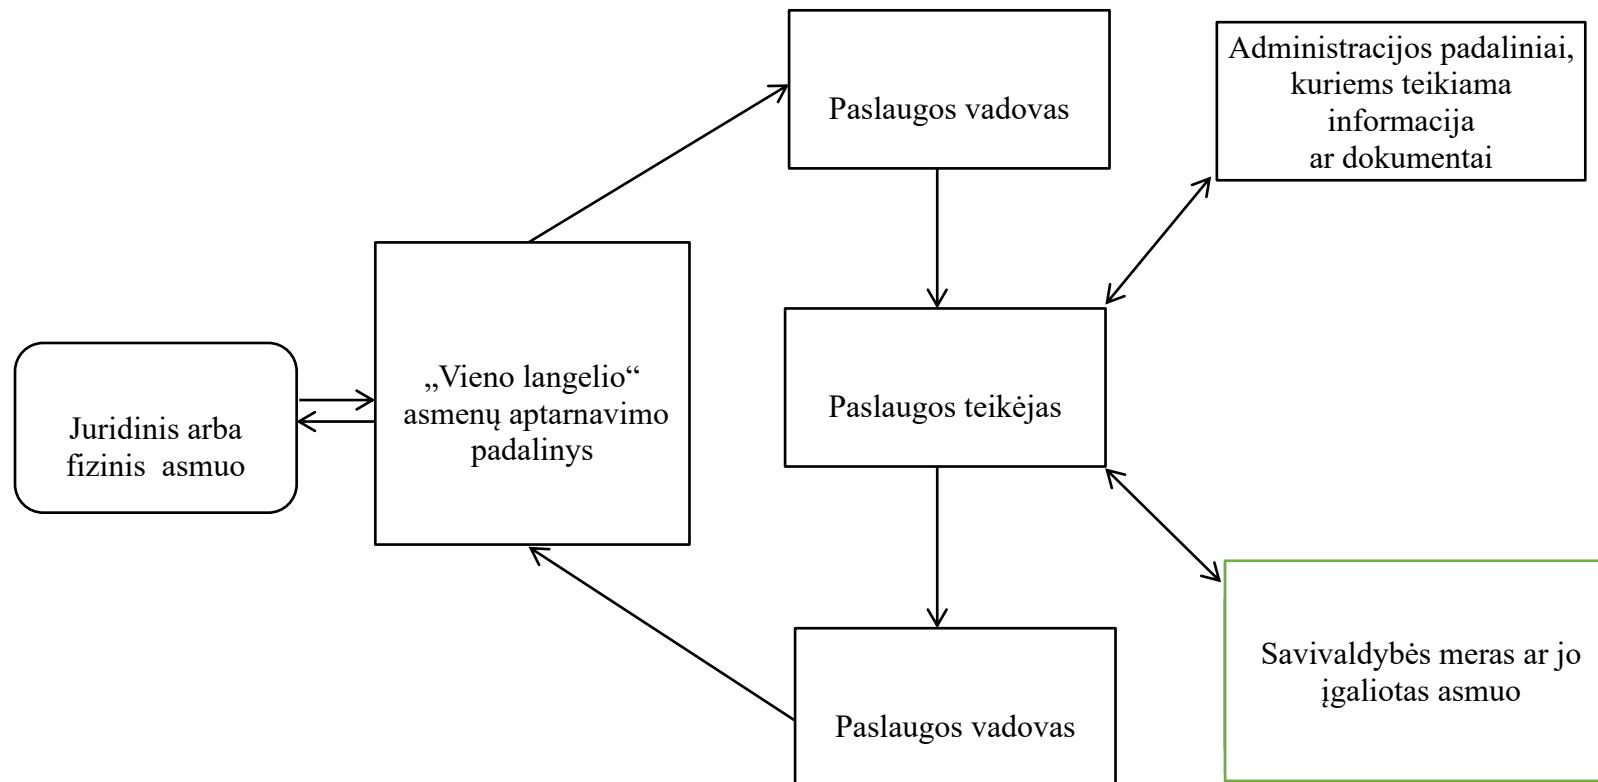 Paslaugos vadovas
Administracijos padaliniai,
kuriems teikiama
informacija
ar dokumentai
Juridinis arba
fizinis asmuo
„Vieno langelio“
asmenų aptarnavimo
padalinys
Paslaugos teikėjas
Savivaldybės meras ar jo
įgaliotas asmuo
Paslaugos vadovas